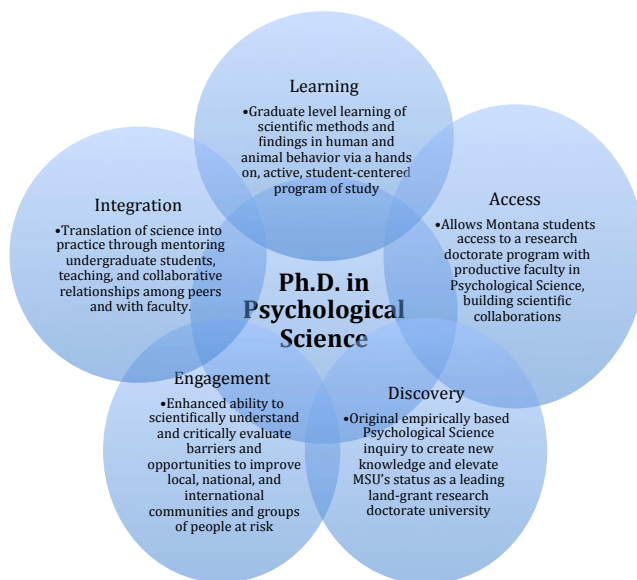 Learning
•Graduate level learning of
scientific methods and
findings in human and
animal behavior via a hands
on, active, student-centered
program of study
Access
•Allows Montana students
access to a research
doctorate program with
productive faculty in
Psychological Science,
building scientific
collaborations
Discovery
•Original empirically based
Psychological Science
inquiry to create new
knowledge and elevate
MSU's status as a leading
land-grant research
doctorate university
Engagement
•Enhanced ability to
scientifically understand
and critically evaluate
barriers and
opportunities to improve
local, national, and
international
communities and groups
of people at risk
Integration
•Translation of science into
practice through mentoring
undergraduate students,
teaching, and collaborative
relationships among peers
and with faculty.
Ph.D. in
Psychological
Science